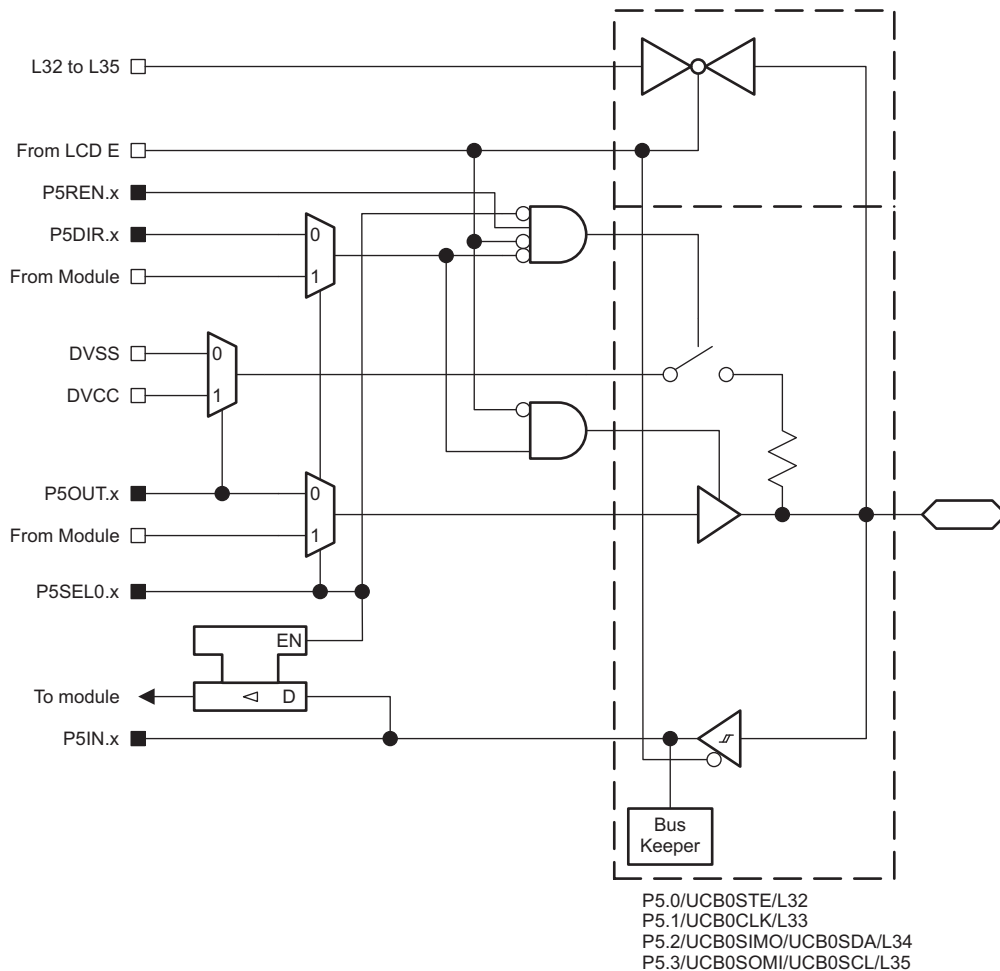 L32 to L35
From LCD E
P5REN.x
P5DIR.x
0
From Module
1
DVSS
0
DVCC
1
P5OUT.x
0
From Module
1
P5SEL0.x
EN
To module
D
P5IN.x
Bus
Keeper
P5.0/UCB0STE/L32
P5.1/UCB0CLK/L33
P5.2/UCB0SIMO/UCB0SDA/L34
P5.3/UCB0SOMI/UCB0SCL/L35